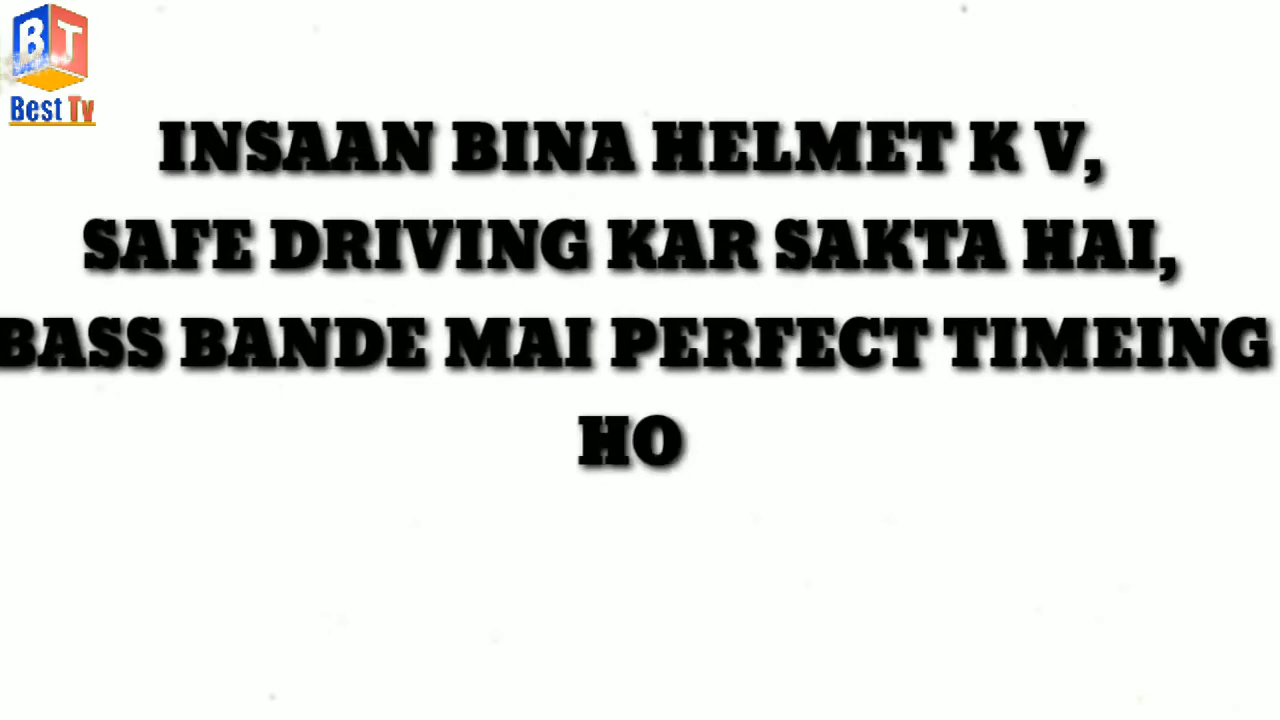 BT
Best Tv
INSAAN BINA HELMET K V,
SAFE DRIVING KAR SAKTA HAI,
BASS BANDE MAI PERFECT TIMEING
HO